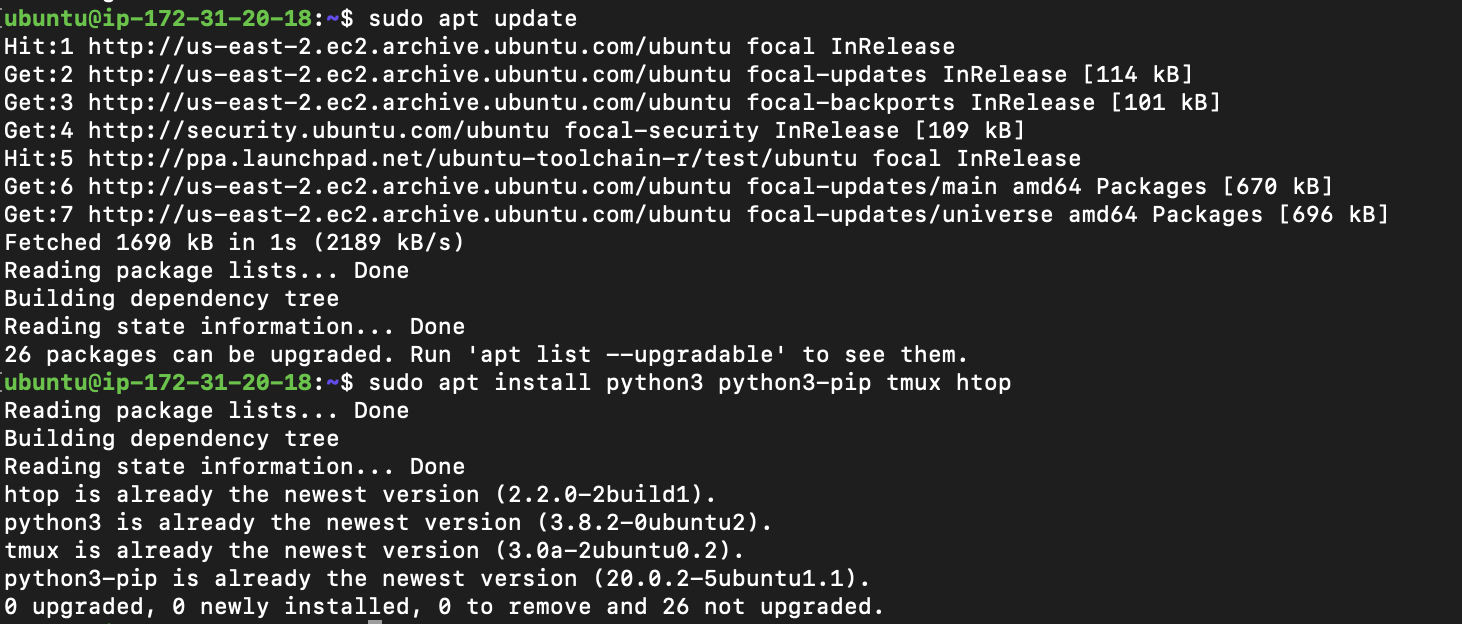 ubuntu@ip-172-31-20-18:~$ sudo apt update
Hit:1 http://us-east-2.ec2.archive.ubuntu.com/ubuntu focal InRelease
Get:2 http://us-east-2.ec2.archive.ubuntu.com/ubuntu focal-updates InRelease [114 kB]
Get:3 http://us-east-2.ec2.archive.ubuntu.com/ubuntu focal-backports InRelease [101 kB]
Get:4 http://security.ubuntu.com/ubuntu focal-security InRelease [109 kB]
Hit:5 http://ppa.launchpad.net/ubuntu-toolchain-r/test/ubuntu focal InRelease
Get:6 http://us-east-2.ec2.archive.ubuntu.com/ubuntu focal-updates/main amd64 Packages [670 kB]
Get:7 http://us-east-2.ec2.archive.ubuntu.com/ubuntu focal-updates/universe amd64 Packages [696 kB]
Fetched 1690 kB in 1s (2189 kB/s)
Reading package lists... Done
Building dependency tree
Reading state information... Done
26 packages can be upgraded. Run 'apt list --upgradable' to see them.
ubuntu@ip-172-31-20-18:~$ sudo apt install python3 python3-pip tmux htop
Reading package lists... Done
Building dependency tree
Reading state information... Done
htop is already the newest version (2.2.0-2build1).
python3 is already the newest version (3.8.2-0ubuntu2).
tmux is already the newest version (3.0a-2ubuntu0.2).
python3-pip is already the newest version (20.0.2-5ubuntu1.1).
0 upgraded, 0 newly installed, 0 to remove and 26 not upgraded.